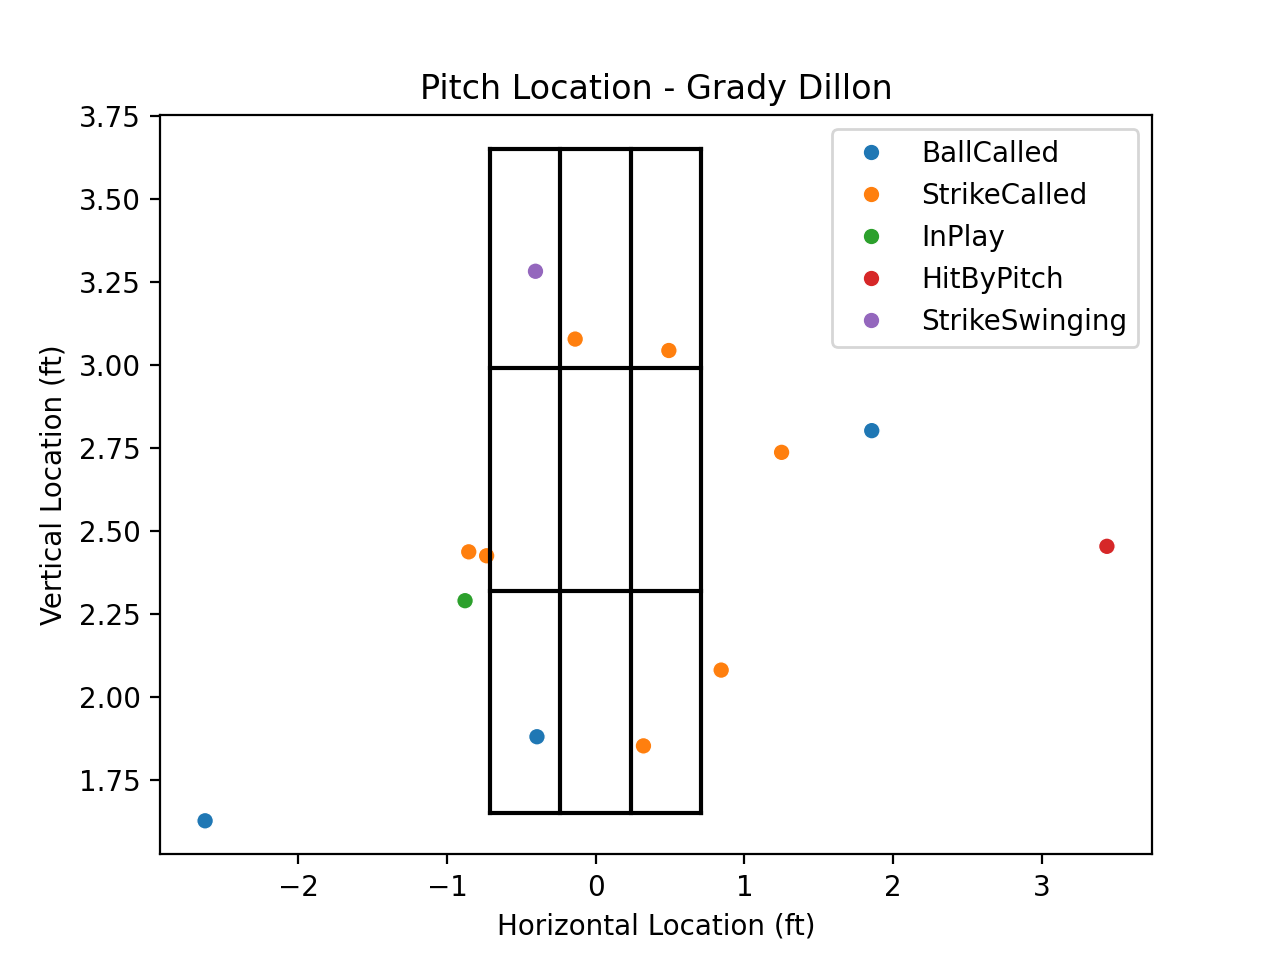 Pitch Location - Grady Dillon
3.75
3.50
3.25
3.00
2.75
2.50
2.25
2.00
1.75
Vertical Location (ft)
BallCalled
StrikeCalled
InPlay
HitByPitch
StrikeSwinging
−2 −1 0 1 2 3
Horizontal Location (ft)